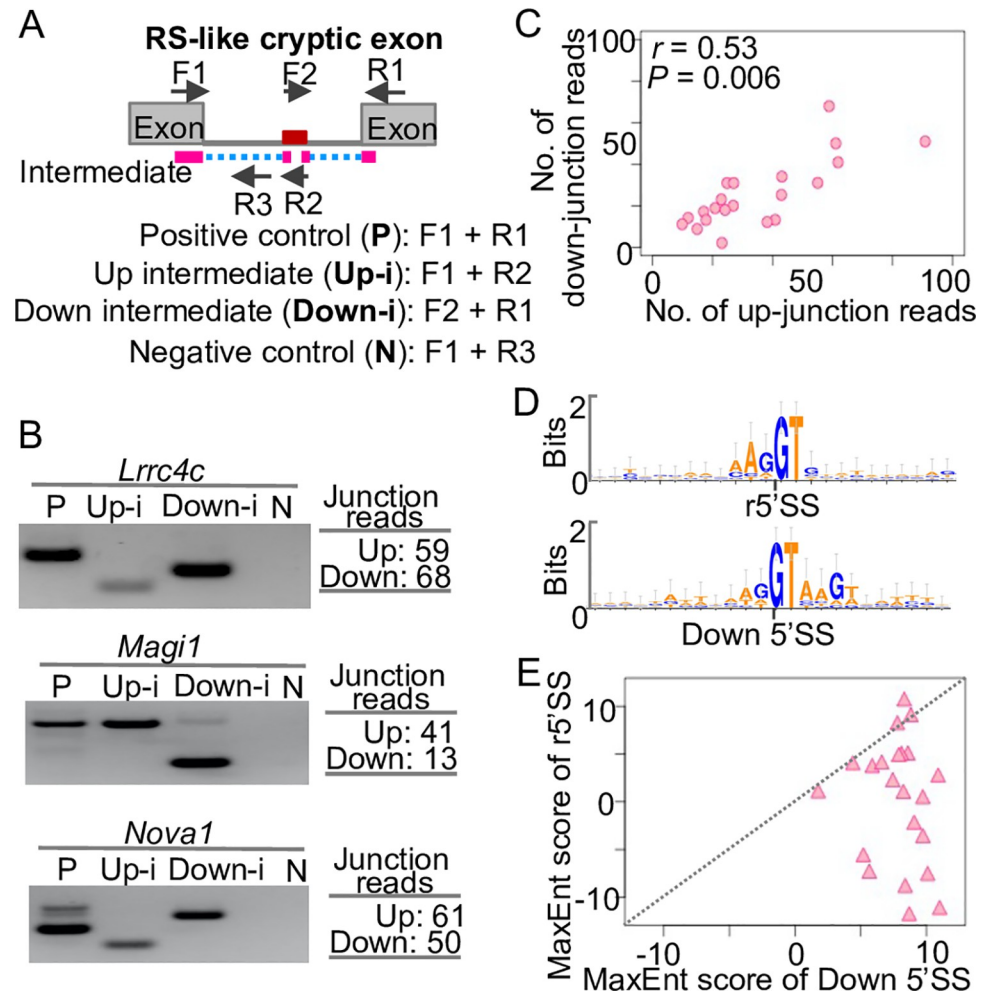 A
RS-like cryptic exon
F1 F2 R1
Exon Exon
Intermediate
R3 R2
Positive control (P): F1 + R1
Up intermediate (Up-i): F1 + R2
Down intermediate (Down-i): F2 + R1
Negative control (N): F1 + R3
B
Lrrc4c
P Up-i Down-i N
Junction
reads
Up: 59
Down: 68
Magi1
P Up-i Down-i N
Junction
reads
Up: 41
Down: 13
Nova1
P Up-i Down-i N
Junction
reads
Up: 61
Down: 50
C
r = 0.53
P = 0.006
No. of
down-junction reads
100
50
0
0 50 100
No. of up-junction reads
D
Bits
2
0
AGGT
r5'SS
Bits
2
0
AGGTAAGT
Down 5'SS
E
MaxEnt score of r5'SS
10
0
-10
-10 0 10
MaxEnt score of Down 5'SS